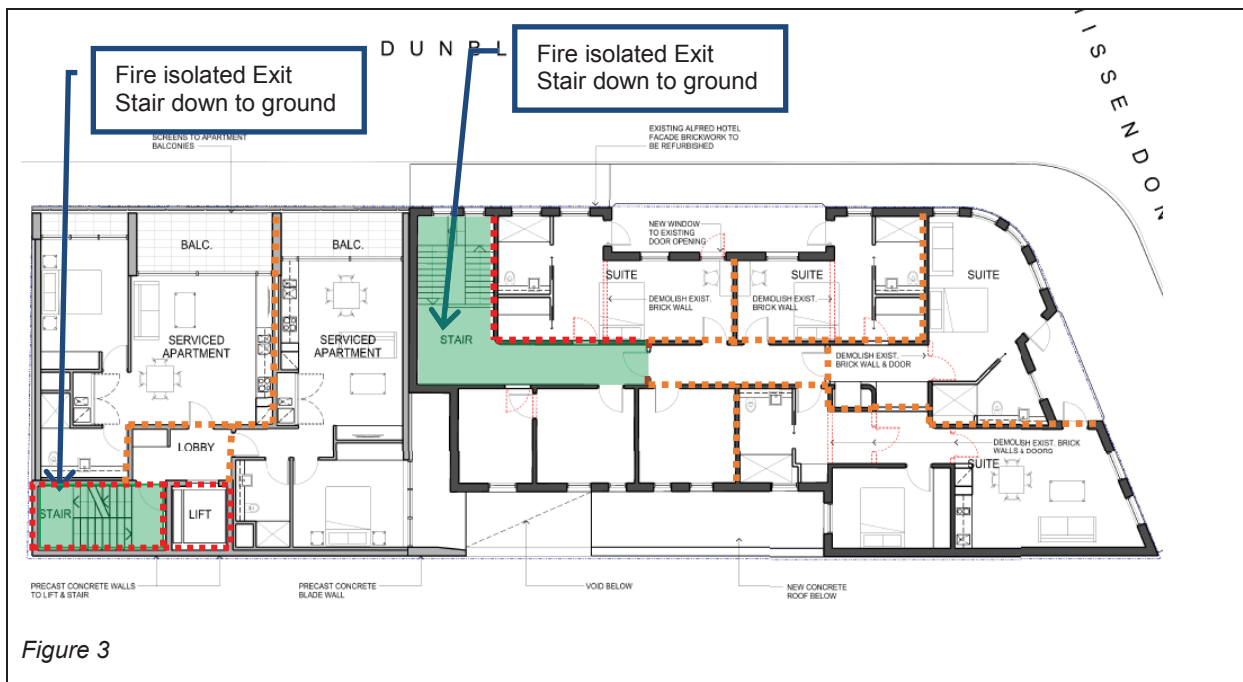 DUNBL
ISSENDON
Fire isolated Exit
Stair down to ground
Fire isolated Exit
Stair down to ground
SCREENS TO APARTMENT
BALCONIES
EXISTING ALFRED HOTEL
FACADE BRICKWORK TO
BE REFURBISHED
BALC.
BALC.
NEW WINDOW
TO EXISTING
DOOR OPENING
SUITE
SUITE
SUITE
DEMOLISH EXIST.
BRICK WALL
DEMOLISH EXIST.
BRICK WALL
SERVICED
APARTMENT
SERVICED
APARTMENT
STAIR
DEMOLISH EXIST.
BRICK WALL & DOOR
LOBBY
DEMOLISH EXIST. BRICK
WALLS & DOORS
SUITE
STAIR
LIFT
PRECAST CONCRETE WALLS
TO LIFT & STAIR
PRECAST CONCRETE
BLADE WALL
VOID BELOW
NEW CONCRETE
ROOF BELOW
Figure 3